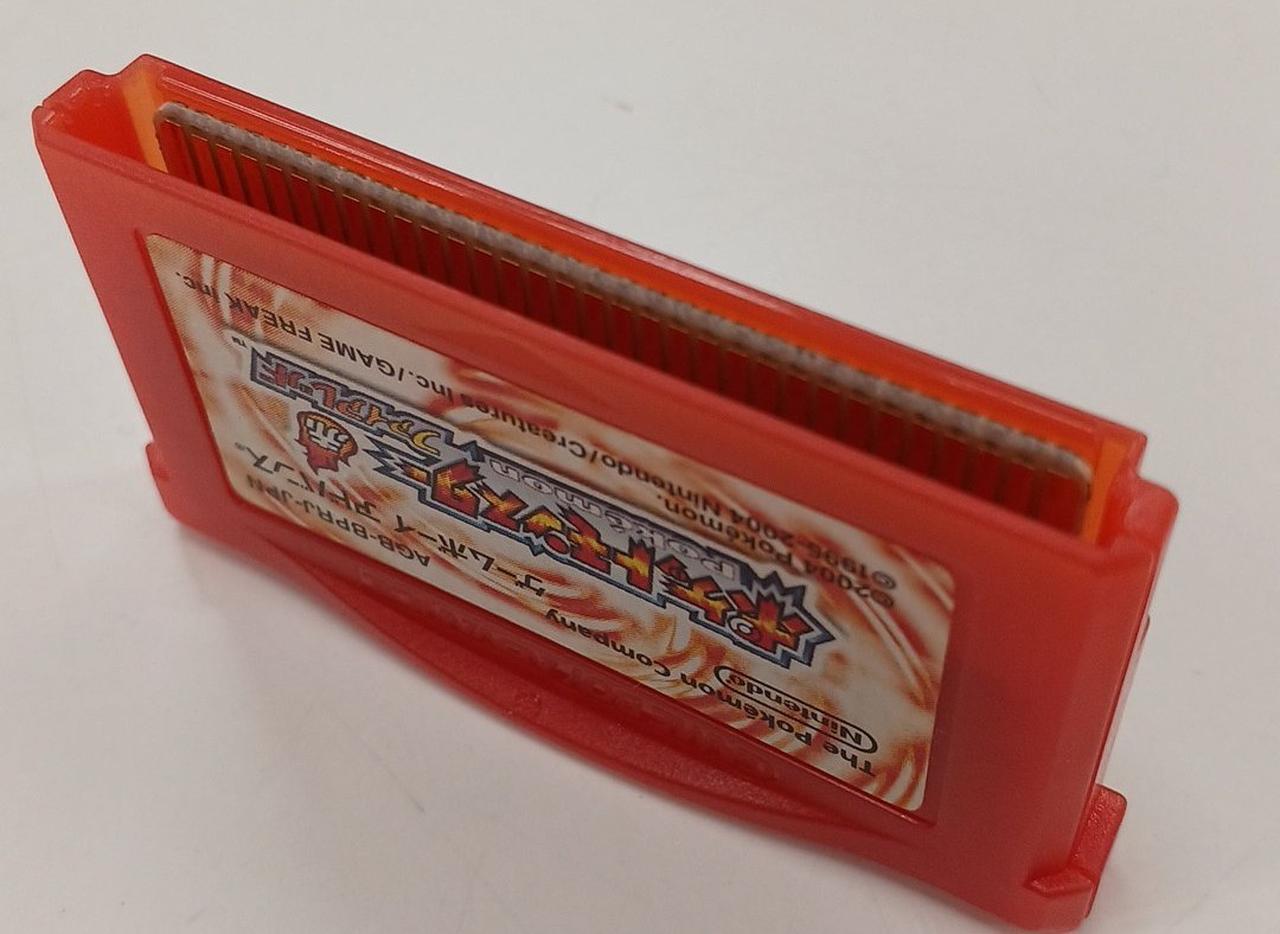 The Pokémon Company
Nintendo
ゲームボーイ アドバンス®
AGB-BPRJ-JPN
ポケットモンスター
Pokémon
ファイアレッド
赤
TM
©2004 Pokémon.
©1995-2004 Nintendo/Creatures inc./GAME FREAK inc.